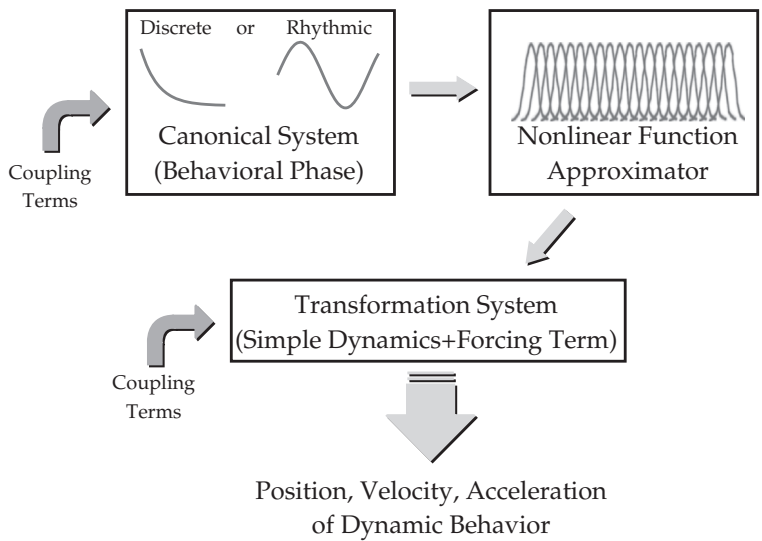 Discrete or Rhythmic
Canonical System
(Behavioral Phase)
Nonlinear Function
Approximator
Coupling
Terms
Transformation System
(Simple Dynamics+Forcing Term)
Coupling
Terms
Position, Velocity, Acceleration
of Dynamic Behavior